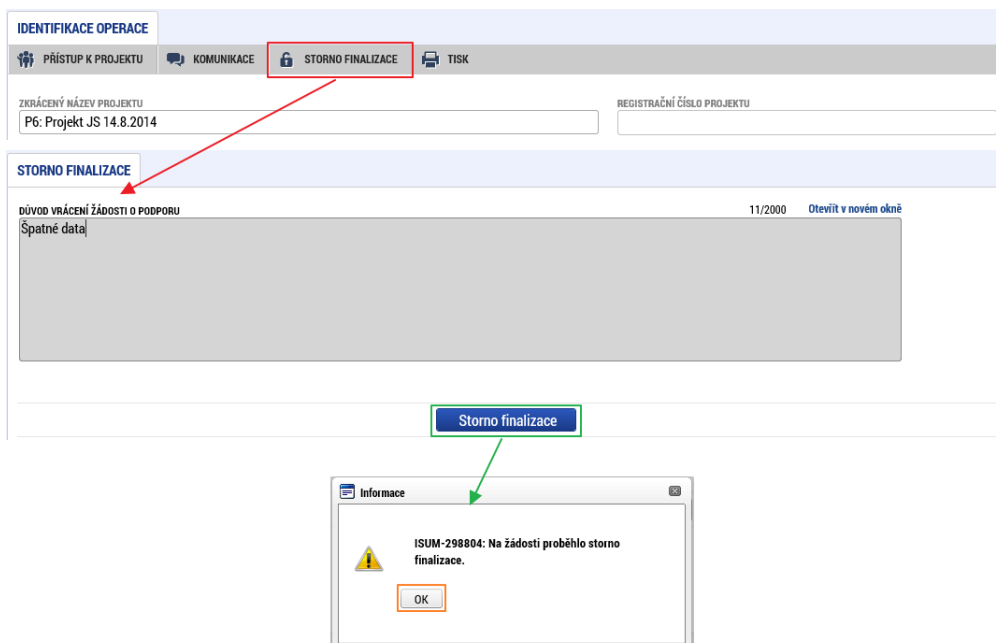 IDENTIFIKACE OPERACE
PŘÍSTUP K PROJEKTU KOMUNIKACE STORNO FINALIZACE TISK
ZKRÁCENÝ NÁZEV PROJEKTU REGISTRAČNÍ ČÍSLO PROJEKTU
P6: Projekt JS 14.8.2014
STORNO FINALIZACE
DŮVOD VRÁCENÍ ŽÁDOSTI O PODPORU 11/2000 Otevřít v novém okně
Špatné data
Storno finalizace
Informace
ISUM-298804: Na žádosti proběhlo storno
finalizace.
OK